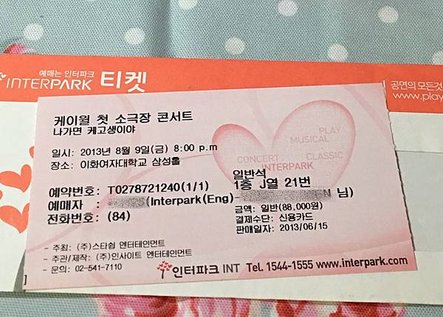 예매는 인터파크
INTERPARK 티켓
공연의 모든것
www.play
케이윌 첫 소극장 콘서트
나가면 케고생이야
PLAY
MUSICAL
CONCERT CLASSIC
INTERPARK
일시: 2013년 8월 9일(금) 8:00 p.m
장소: 이화여자대학교 삼성홀
일반석
예약번호: T0278721240(1/1) 1층 J열 21번
예매자 : (Interpark(Eng)- 님)
전화번호: (84)
금액: 일반(88,000원)
결제수단: 신용카드
판매일자: 2013/06/15
- 주최: (주)스타쉽 엔터테인먼트
- 주관/제작: (주)인사이트 엔터테인먼트
- 문의: 02-541-7110
인터파크 INT Tel. 1544-1555 www.interpark.com